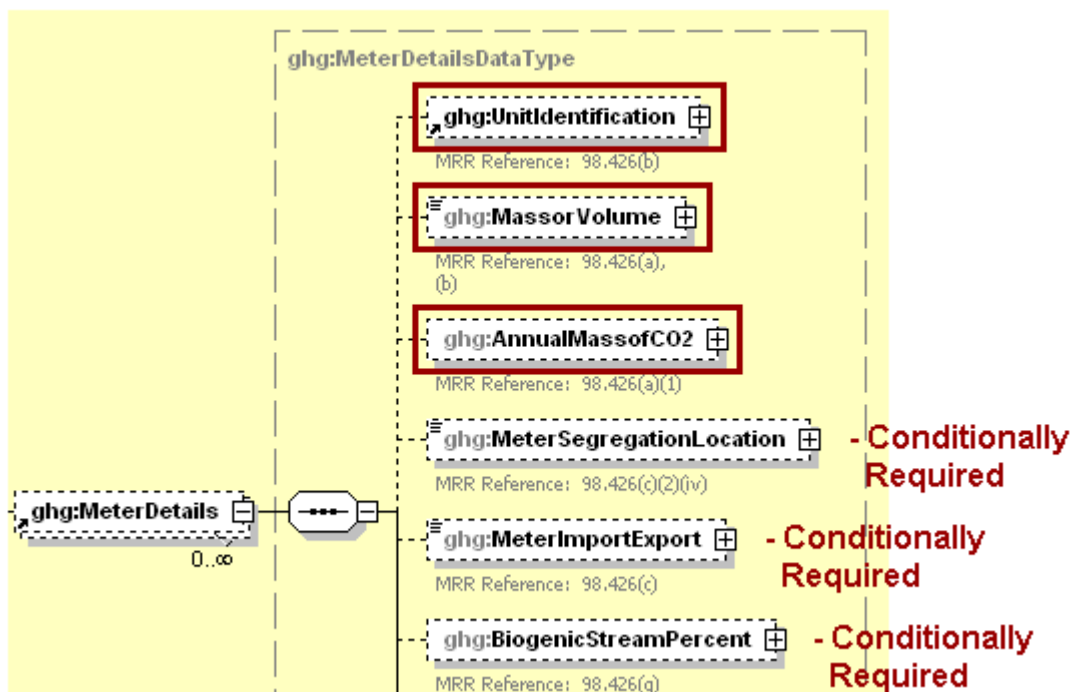 ghg:MeterDetailsDataType
ghg:UnitIdentification
MRR Reference: 98.426(b)
ghg:MassorVolume
MRR Reference: 98.426(a),
(b)
ghg:AnnualMassofCO2
MRR Reference: 98.426(a)(1)
ghg:MeterSegregationLocation
- Conditionally
Required
MRR Reference: 98.426(c)(2)(iv)
ghg:MeterDetails
0..∞
ghg:MeterImportExport
- Conditionally
Required
MRR Reference: 98.426(c)
ghg:BiogenicStreamPercent
- Conditionally
Required
MRR Reference: 98.426(g)